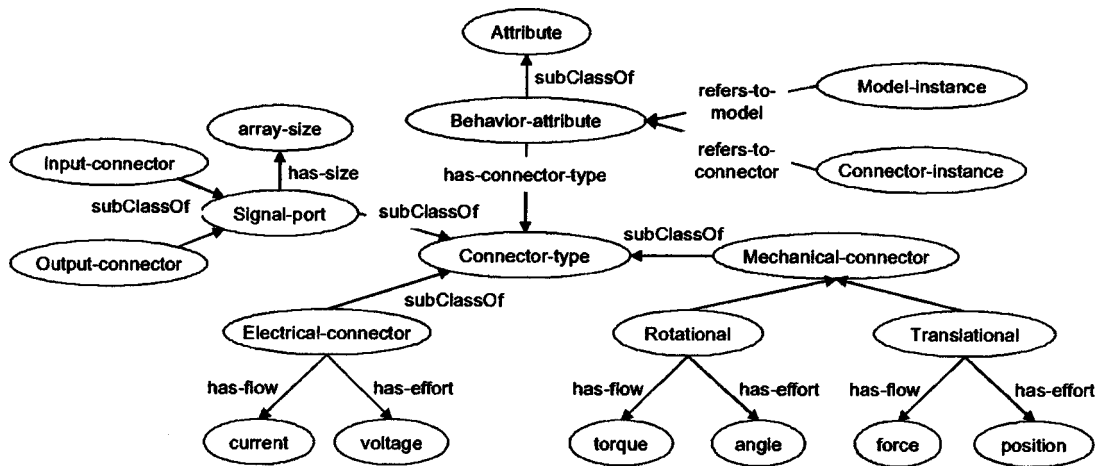 Attribute
subClassOf
refers-to-
model
Model-instance
Behavior-attribute
array-size
Input-connector
has-size
refers-to-
connector
Connector-instance
has-connector-type
subClassOf
Signal-port
subClassOf
subClassOf
Output-connector
Connector-type
Mechanical-connector
subClassOf
Electrical-connector
Rotational
Translational
has-flow
has-effort
has-flow
has-effort
has-flow
has-effort
current
voltage
torque
angle
force
position